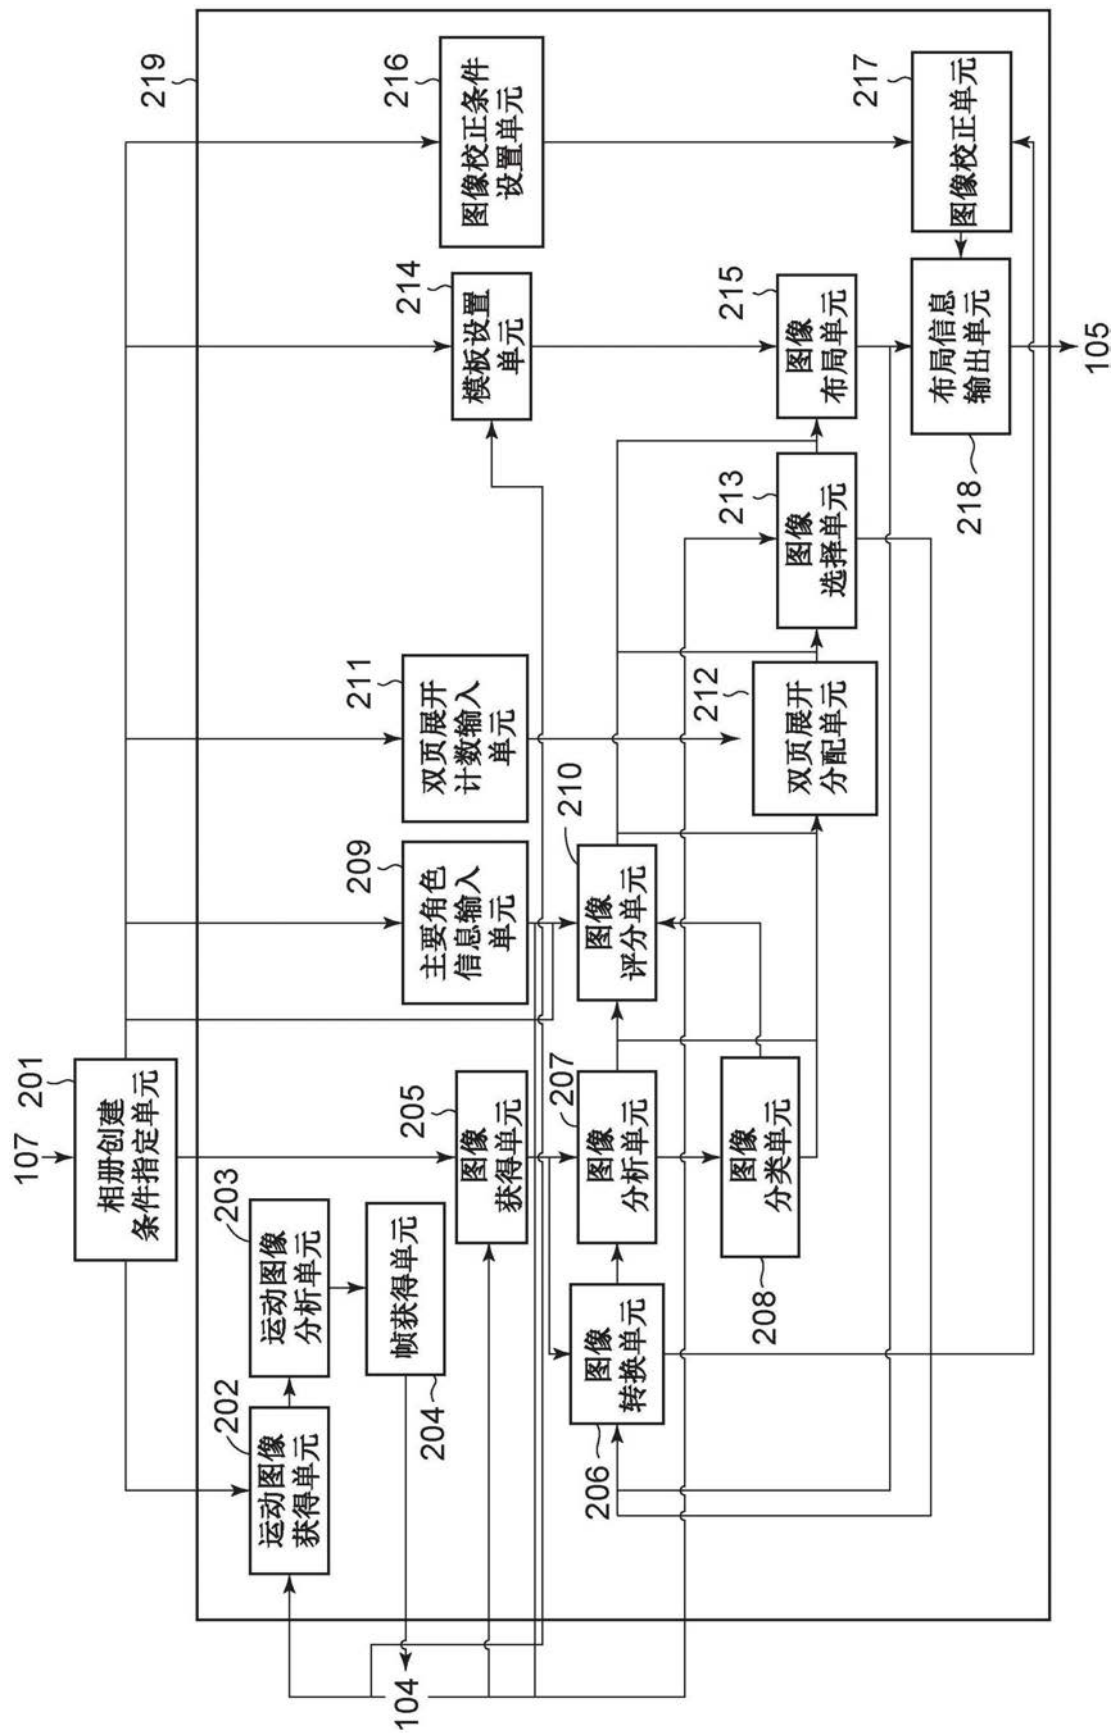 107
201
相册创建
条件指定单元
219
202
运动图像
获得单元
203
运动图像
分析单元
帧获得单元
204
205
图像
获得单元
209
主要角色
信息输入
单元
211
双页展开
计数输入
单元
214
模板设置
单元
216
图像校正条件
设置单元
206
图像
转换单元
207
图像
分析单元
210
图像
评分单元
208
图像
分类单元
212
双页展开
分配单元
213
图像
选择单元
215
图像
布局单元
217
图像校正单元
218
布局信息
输出单元
104
105